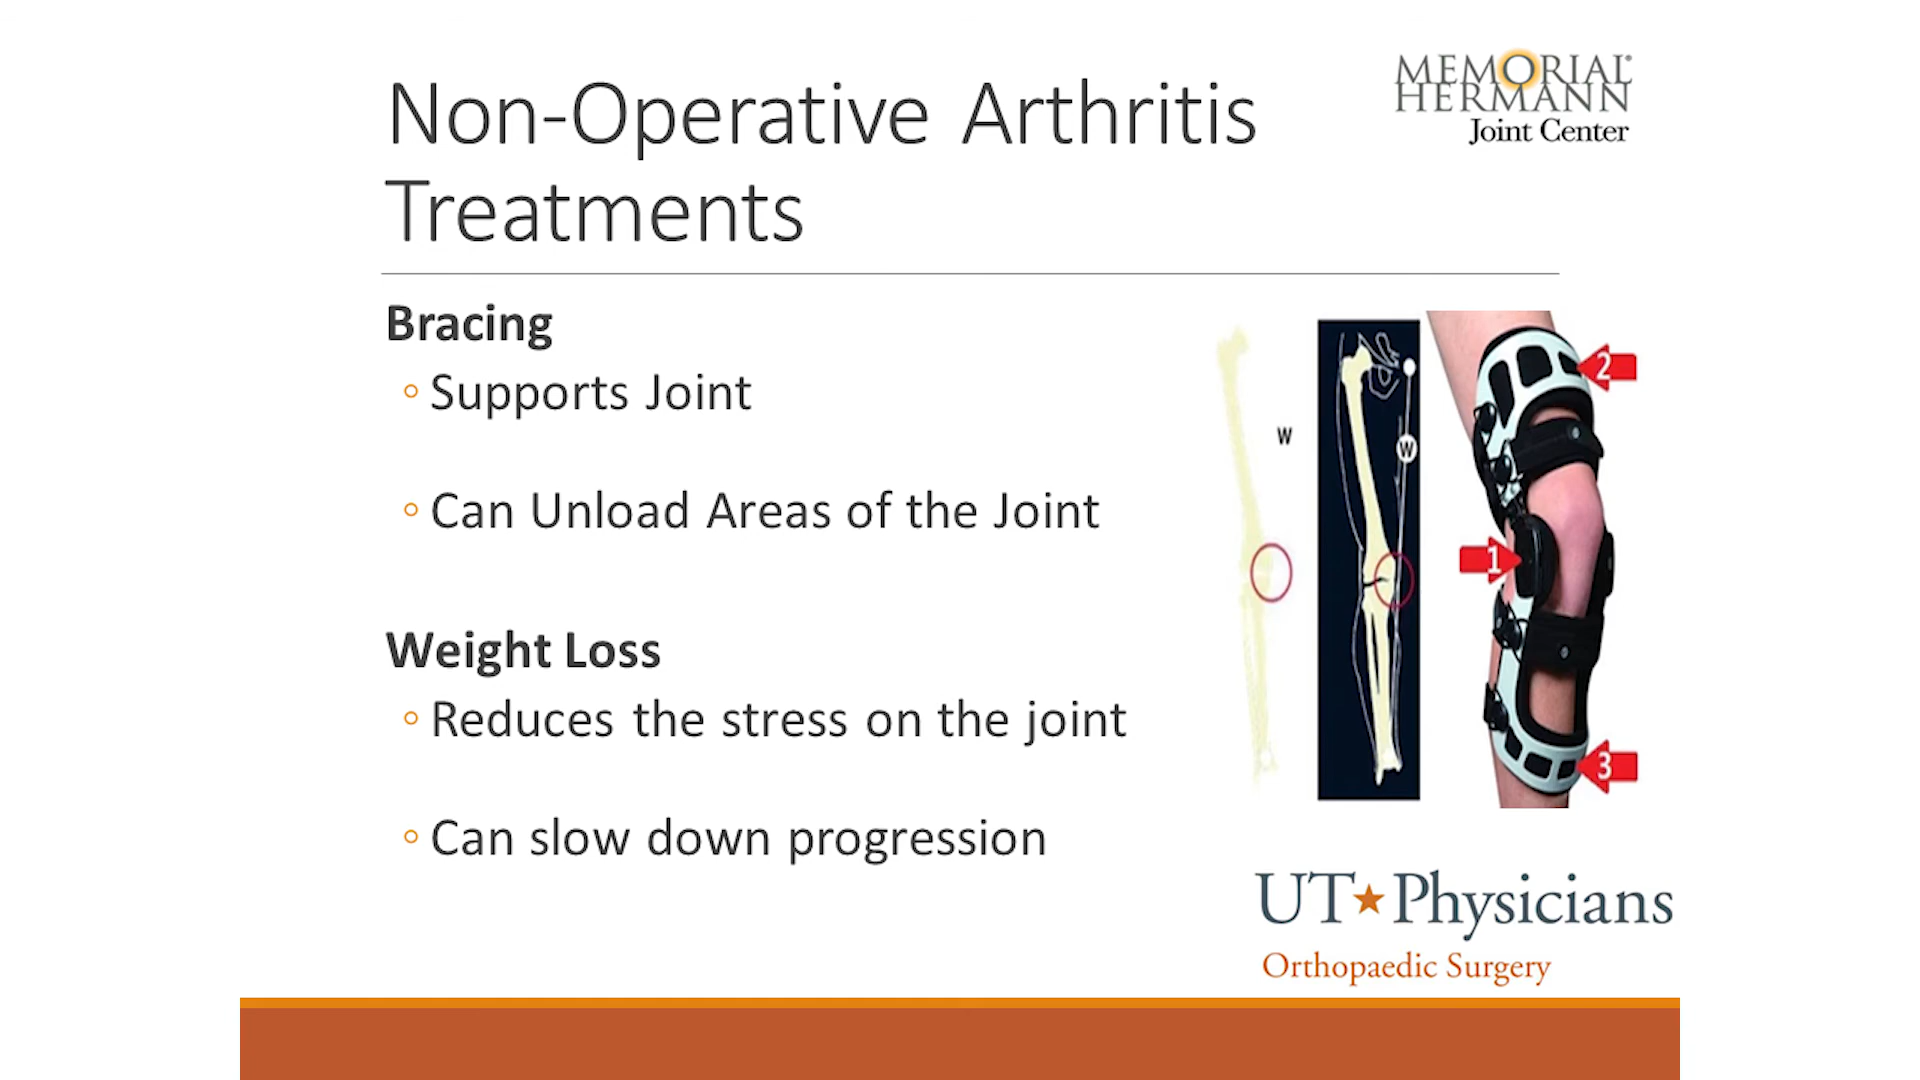 Non-Operative Arthritis
Treatments
MEMORIAL®
HERMANN
Joint Center
Bracing
◦ Supports Joint
◦ Can Unload Areas of the Joint
Weight Loss
◦ Reduces the stress on the joint
◦ Can slow down progression
W
W
2
1
3
UT★Physicians
Orthopaedic Surgery